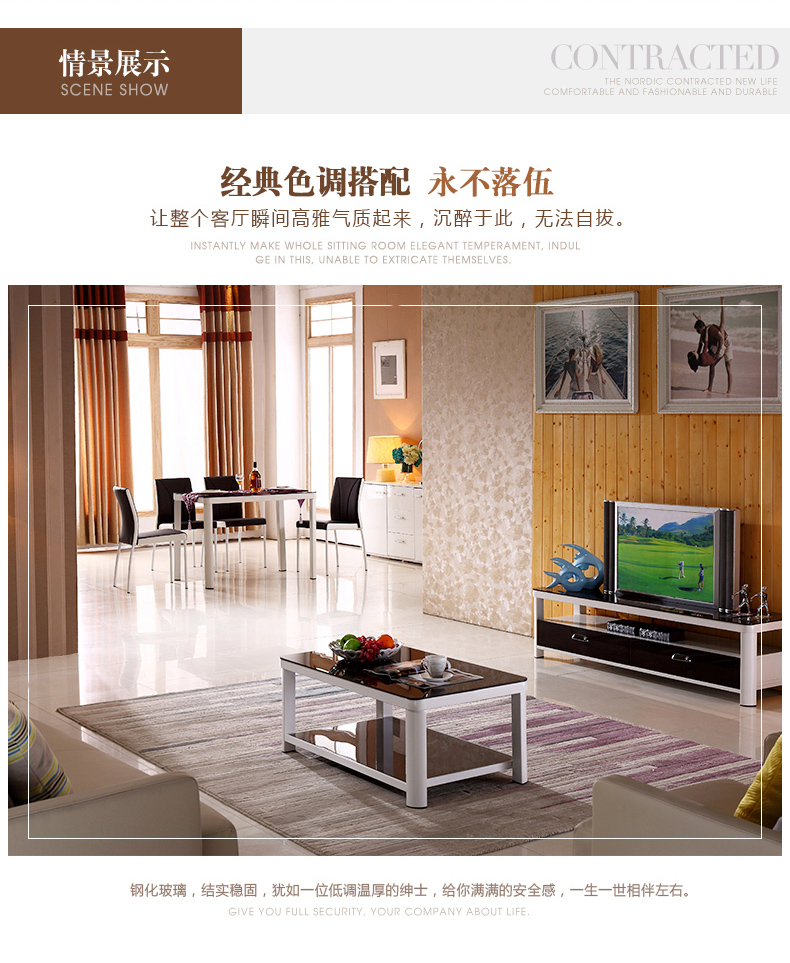 情景展示
SCENE SHOW
CONTRACTED
THE NORDIC CONTRACTED NEW LIFE
COMFORTABLE AND FASHIONABLE AND DURABLE
经典色调搭配 永不落伍
让整个客厅瞬间高雅气质起来，沉醉于此，无法自拔。
INSTANTLY MAKE WHOLE SITTING ROOM ELEGANT TEMPERAMENT, INDUL
GE IN THIS, UNABLE TO EXTRICATE THEMSELVES.
钢化玻璃，结实稳固，犹如一位低调温厚的绅士，给你满满的安全感，一生一世相伴左右。
GIVE YOU FULL SECURITY, YOUR COMPANY ABOUT LIFE.